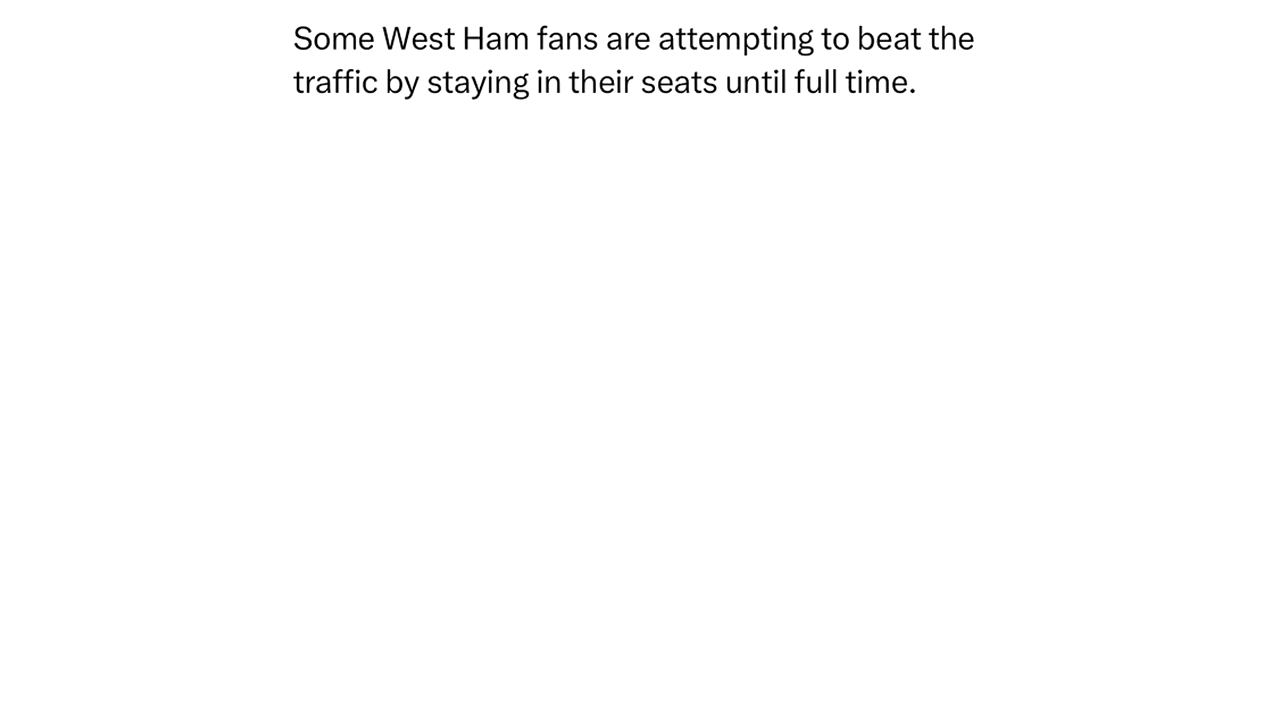 Some West Ham fans are attempting to beat the
traffic by staying in their seats until full time.